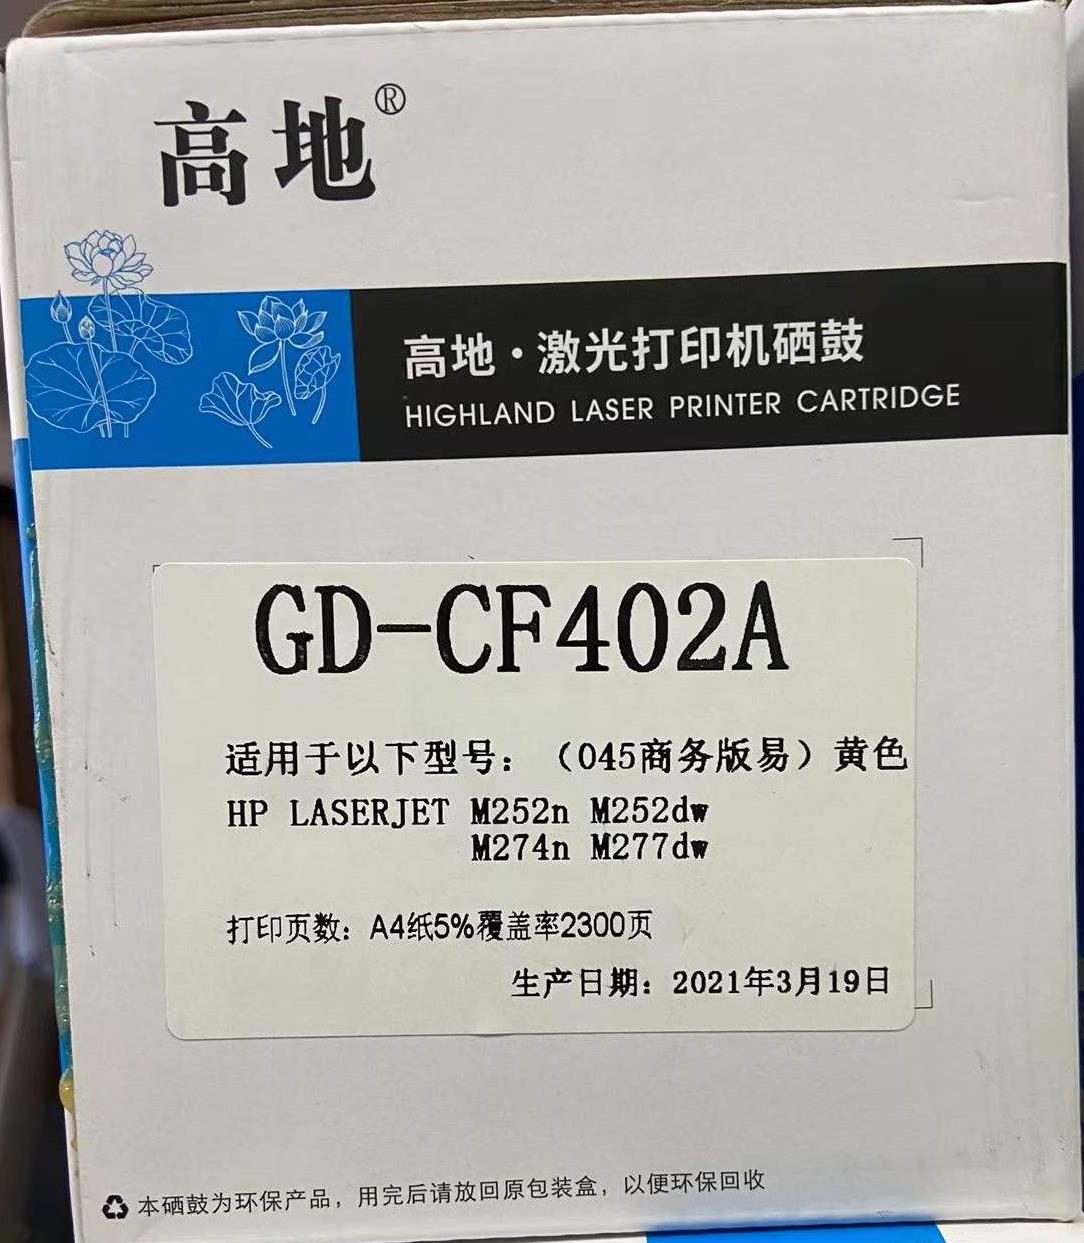 高地®
高地·激光打印机硒鼓
HIGHLAND LASER PRINTER CARTRIDGE
GD-CF402A
适用于以下型号：（045商务版易）黄色
HP LASERJET M252n M252dw
M274n M277dw
打印页数：A4纸5%覆盖率2300页
生产日期：2021年3月19日
本硒鼓为环保产品，用完后请放回原包装盒，以便环保回收